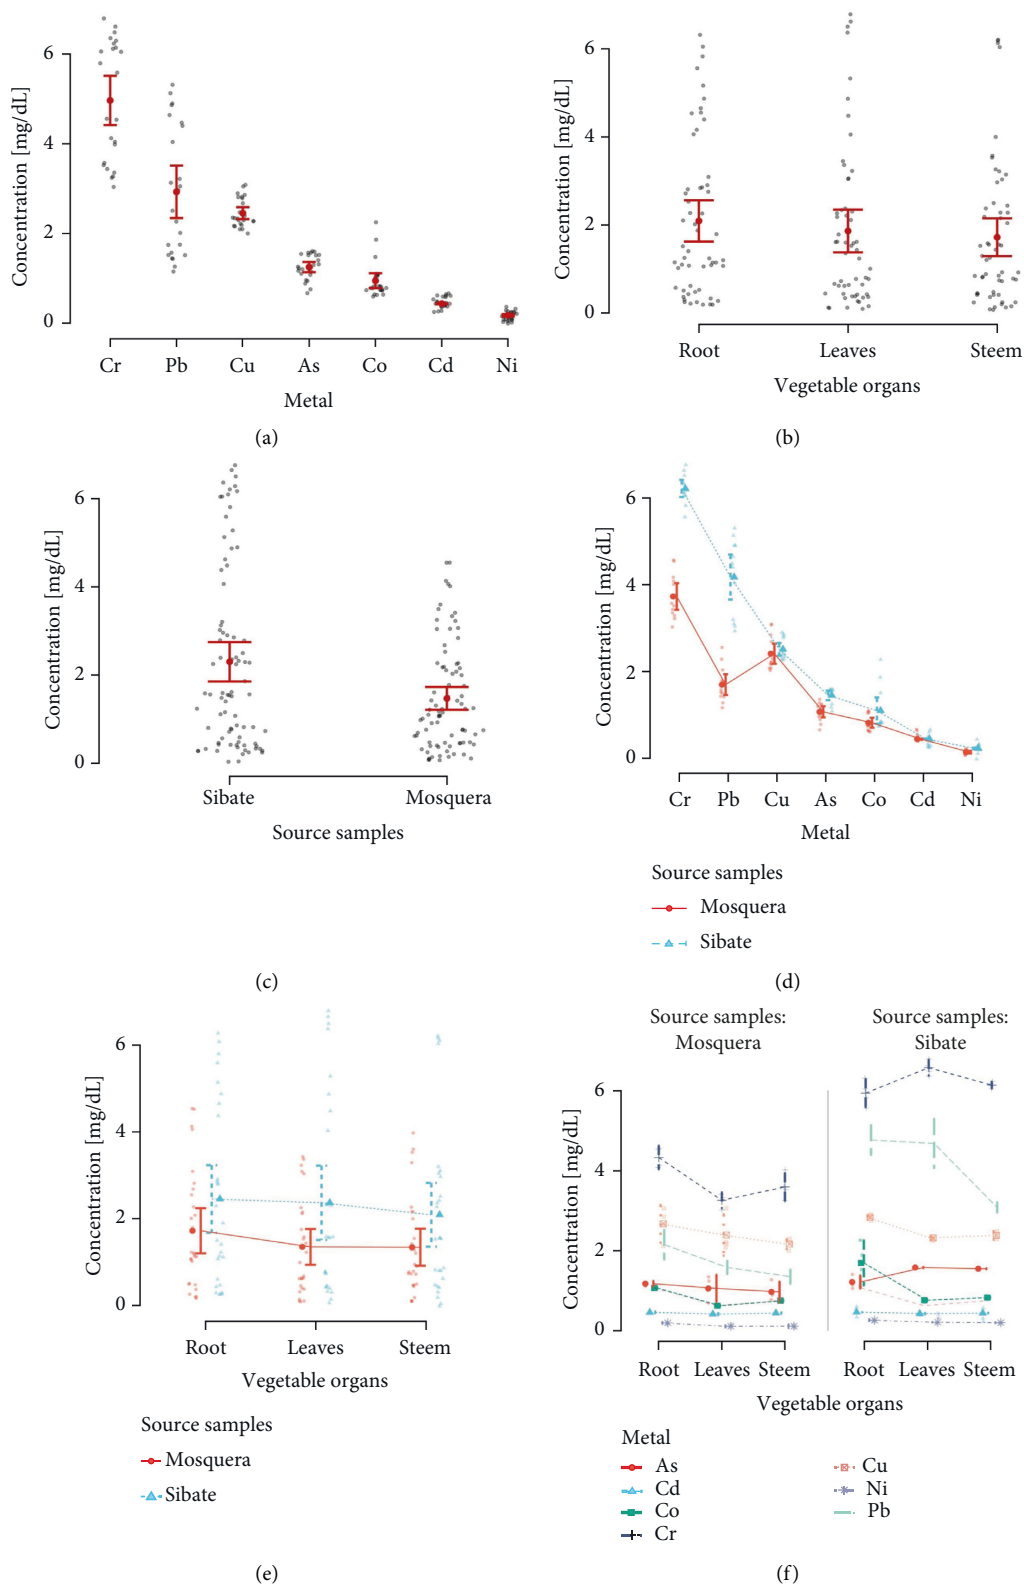 Concentration [mg/dL]
6
4
2
0
Cr Pb Cu As Co Cd Ni
Metal
(a)
Concentration [mg/dL]
6
4
2
0
Root Leaves Steem
Vegetable organs
(b)
Concentration [mg/dL]
6
4
2
0
Sibate Mosquera
Source samples
(c)
Concentration [mg/dL]
6
4
2
0
Cr Pb Cu As Co Cd Ni
Metal
Source samples
Mosquera
Sibate
(d)
Concentration [mg/dL]
6
4
2
0
Root Leaves Steem
Vegetable organs
Source samples
Mosquera
Sibate
(e)
Source samples:
Mosquera
Source samples:
Sibate
Concentration [mg/dL]
6
4
2
0
Root Leaves Steem
Root Leaves Steem
Vegetable organs
Metal
As
Cd
Co
Cr
Cu
Ni
Pb
(f)